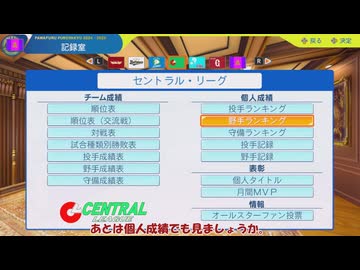 記録室
L
R
戻る
決定
セントラル・リーグ
チーム成績
順位表
順位表（交流戦）
対戦表
試合種類別勝敗表
投手成績表
野手成績表
守備成績表
個人成績
投手ランキング
野手ランキング
守備ランキング
投手記録
野手記録
表彰
個人タイトル
月間ＭＶＰ
情報
オールスターファン投票
CENTRAL
LEAGUE
あとは個人成績でも見ましょうか。